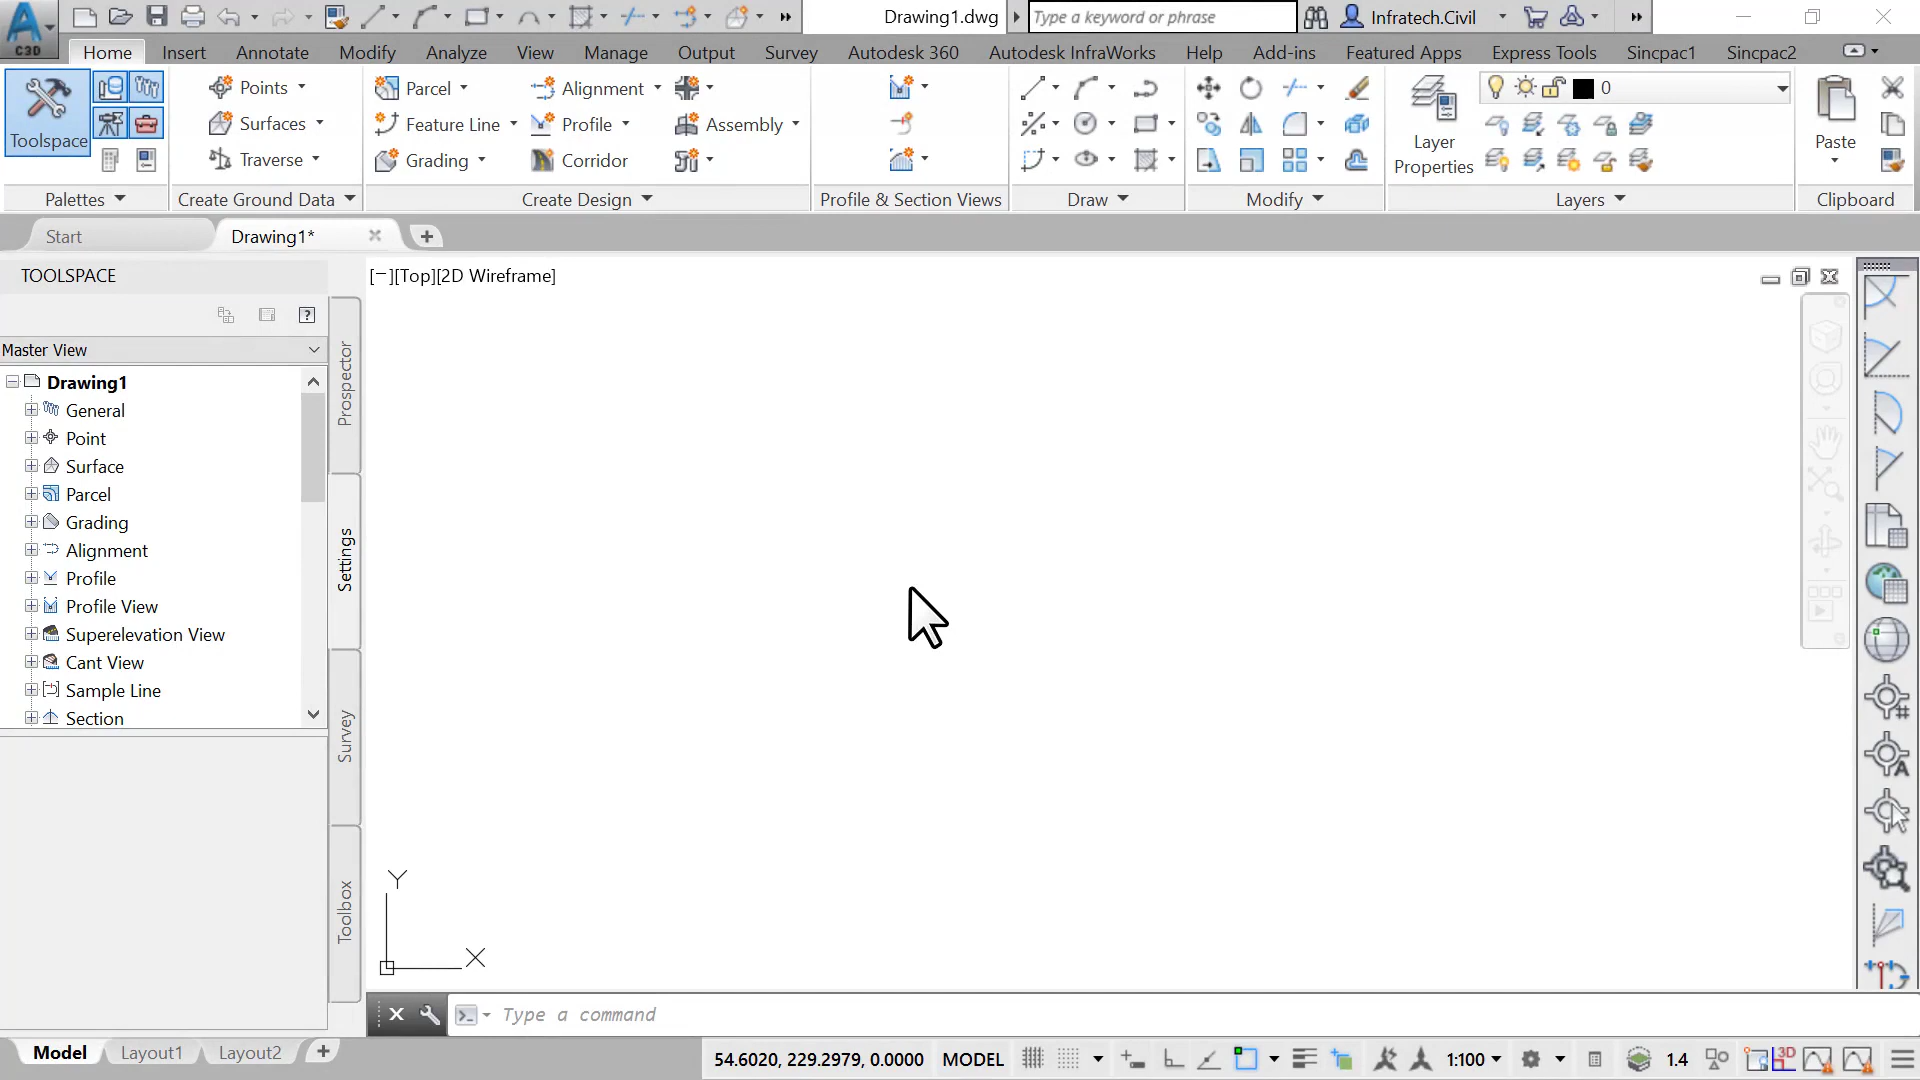 C3D
Drawing1.dwg
Type a keyword or phrase
Infratech.Civil
Home
Insert
Annotate
Modify
Analyze
View
Manage
Output
Survey
Autodesk 360
Autodesk InfraWorks
Help
Add-ins
Featured Apps
Express Tools
Sincpac1
Sincpac2
Toolspace
Points
Surfaces
Traverse
Parcel
Feature Line
Grading
Alignment
Profile
Corridor
Assembly
Layer
Properties
0
Paste
Palettes
Create Ground Data
Create Design
Profile & Section Views
Draw
Modify
Layers
Clipboard
Start
Drawing1*
TOOLSPACE
[−][Top][2D Wireframe]
Master View
Drawing1
General
Point
Surface
Parcel
Grading
Alignment
Profile
Profile View
Superelevation View
Cant View
Sample Line
Section
Prospector
Settings
Survey
Toolbox
Y
X
Type a command
Model
Layout1
Layout2
54.6020, 229.2979, 0.0000
MODEL
1:100
1.4
3D